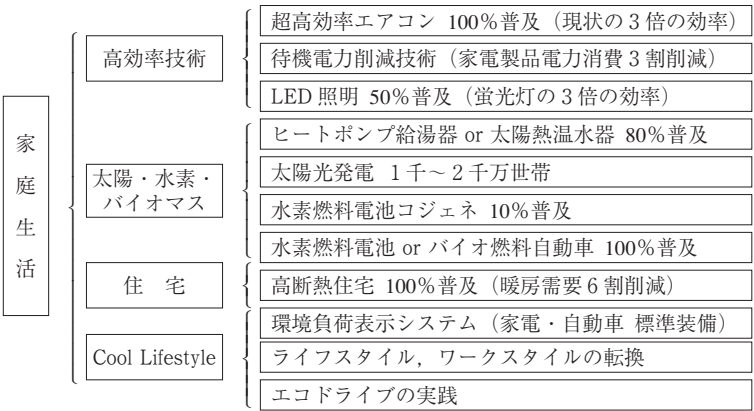 家庭生活
高効率技術
超高効率エアコン 100％普及（現状の３倍の効率）
待機電力削減技術（家電製品電力消費３割削減）
LED 照明 50％普及（蛍光灯の３倍の効率）
太陽・水素・
バイオマス
ヒートポンプ給湯器 or 太陽熱温水器 80％普及
太陽光発電 １千～２千万世帯
水素燃料電池コジェネ 10％普及
水素燃料電池 or バイオ燃料自動車 100％普及
住　宅
高断熱住宅 100％普及（暖房需要６割削減）
Cool Lifestyle
環境負荷表示システム（家電・自動車 標準装備）
ライフスタイル，ワークスタイルの転換
エコドライブの実践